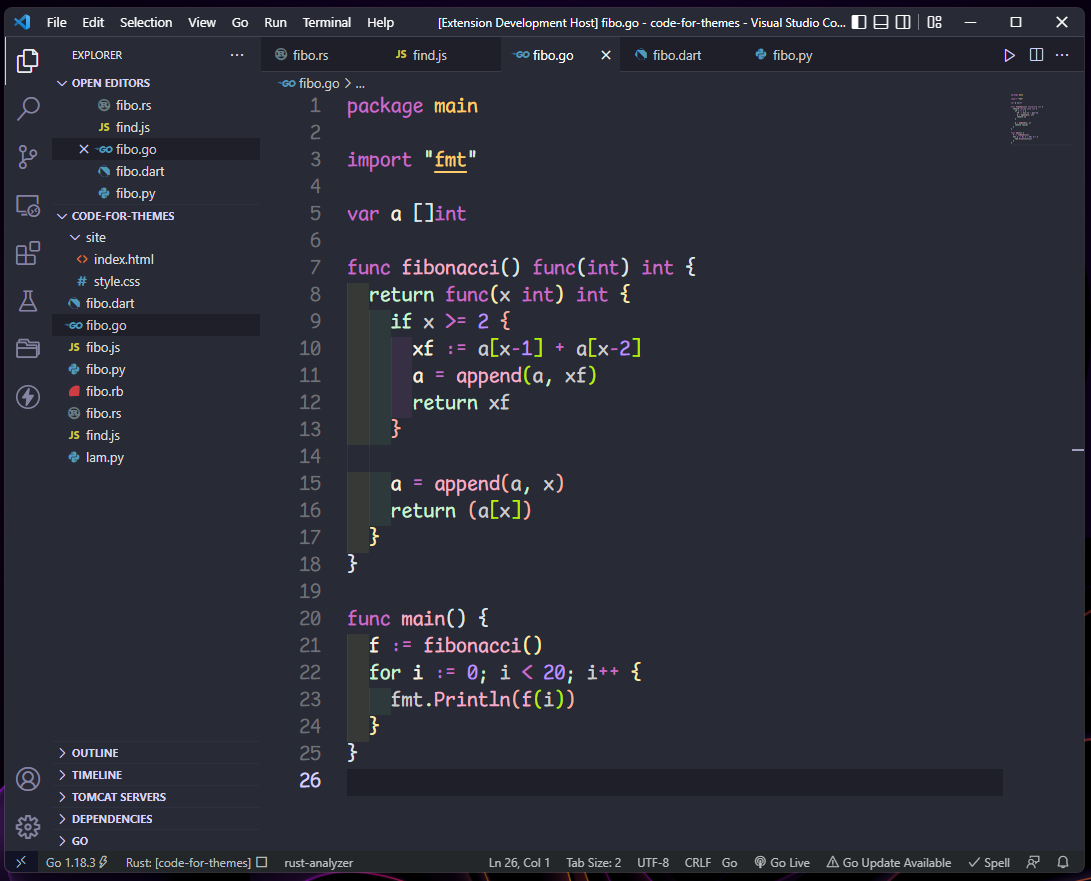 File Edit Selection View Go Run Terminal Help [Extension Development Host] fibo.go - code-for-themes - Visual Studio Co...
EXPLORER ...
OPEN EDITORS
fibo.rs
JS find.js
GO fibo.go
fibo.dart
fibo.py
CODE-FOR-THEMES
site
<> index.html
# style.css
fibo.dart
GO fibo.go
JS fibo.js
fibo.py
fibo.rb
fibo.rs
JS find.js
lam.py
OUTLINE
TIMELINE
TOMCAT SERVERS
DEPENDENCIES
GO
fibo.rs JS find.js GO fibo.go fibo.dart fibo.py ...
GO fibo.go > ...
1 package main
2
3 import "fmt"
4
5 var a []int
6
7 func fibonacci() func(int) int {
8 return func(x int) int {
9 if x >= 2 {
10 xf := a[x-1] + a[x-2]
11 a = append(a, xf)
12 return xf
13 }
14
15 a = append(a, x)
16 return (a[x])
17 }
18 }
19
20 func main() {
21 f := fibonacci()
22 for i := 0; i < 20; i++ {
23 fmt.Println(f(i))
24 }
25 }
26
Go 1.18.3 Rust: [code-for-themes] rust-analyzer Ln 26, Col 1 Tab Size: 2 UTF-8 CRLF Go Go Live Go Update Available Spell